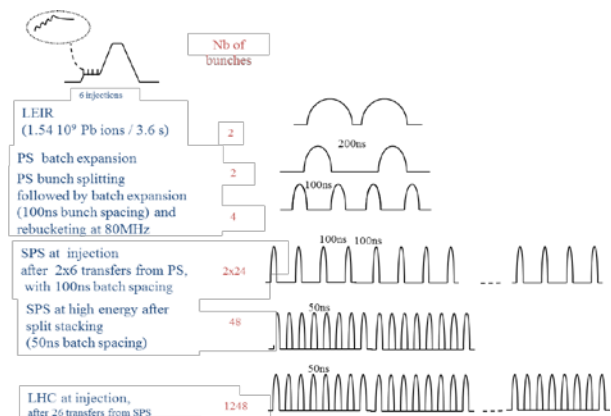 Nb of
bunches
6 injections
LEIR
(1.54 10⁹ Pb ions / 3.6 s)
2
PS batch expansion
2
200ns
PS bunch splitting
followed by batch expansion
(100ns bunch spacing) and
rebucketing at 80MHz
4
100ns
SPS at injection
after 2x6 transfers from PS,
with 100ns batch spacing
2x24
100ns 100ns
SPS at high energy after
split stacking
(50ns batch spacing)
48
50ns
LHC at injection,
after 26 transfers from SPS
1248
50ns